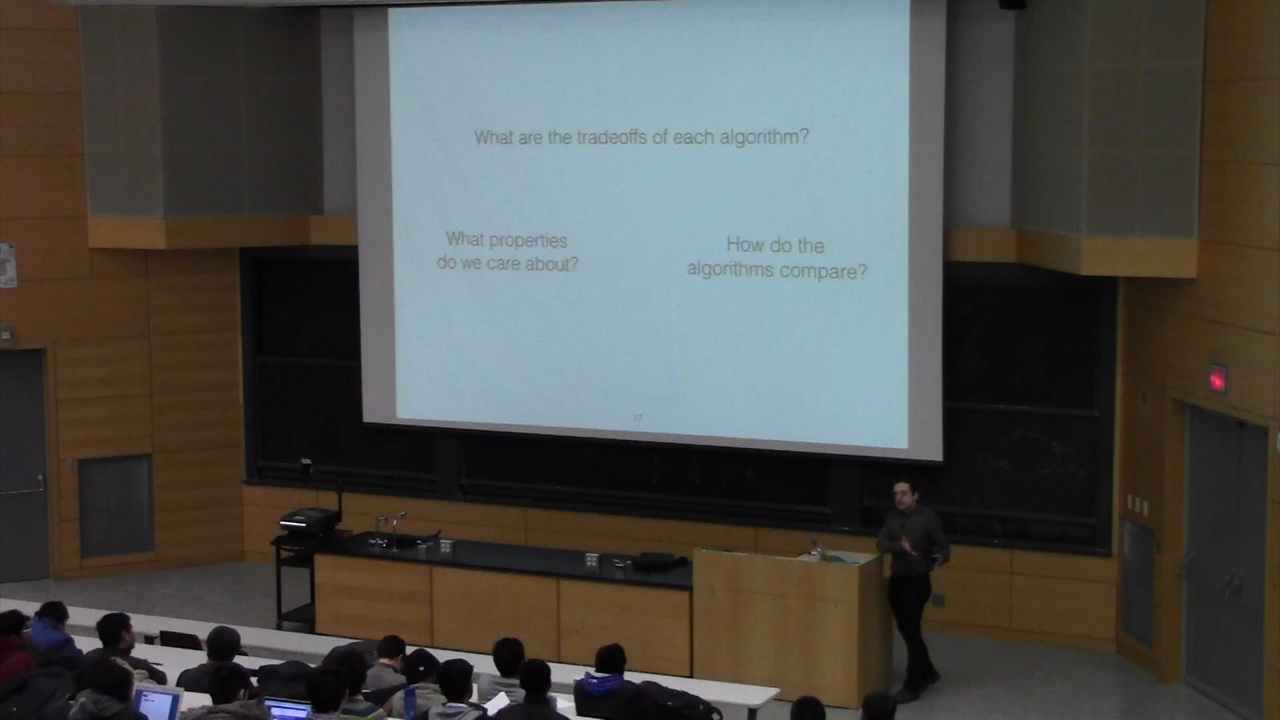 What are the tradeoffs of each algorithm?
What properties
do we care about?
How do the
algorithms compare?